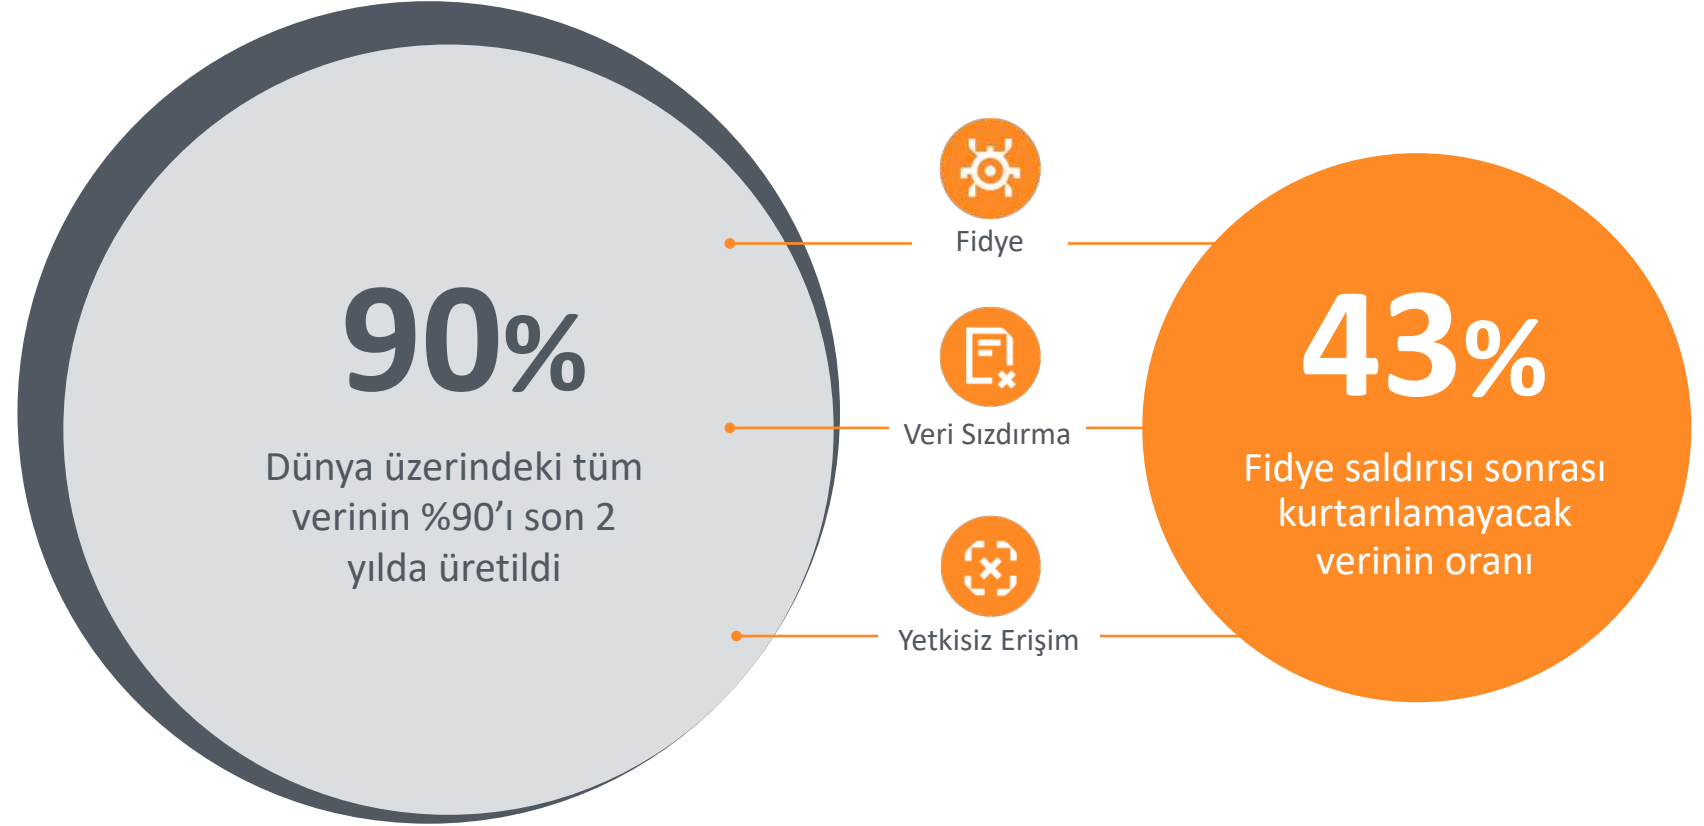 90%
Dünya üzerindeki tüm
verinin %90’ı son 2
yılda üretildi
Fidye
Veri Sızdırma
Yetkisiz Erişim
43%
Fidye saldırısı sonrası
kurtarılamayacak
verinin oranı